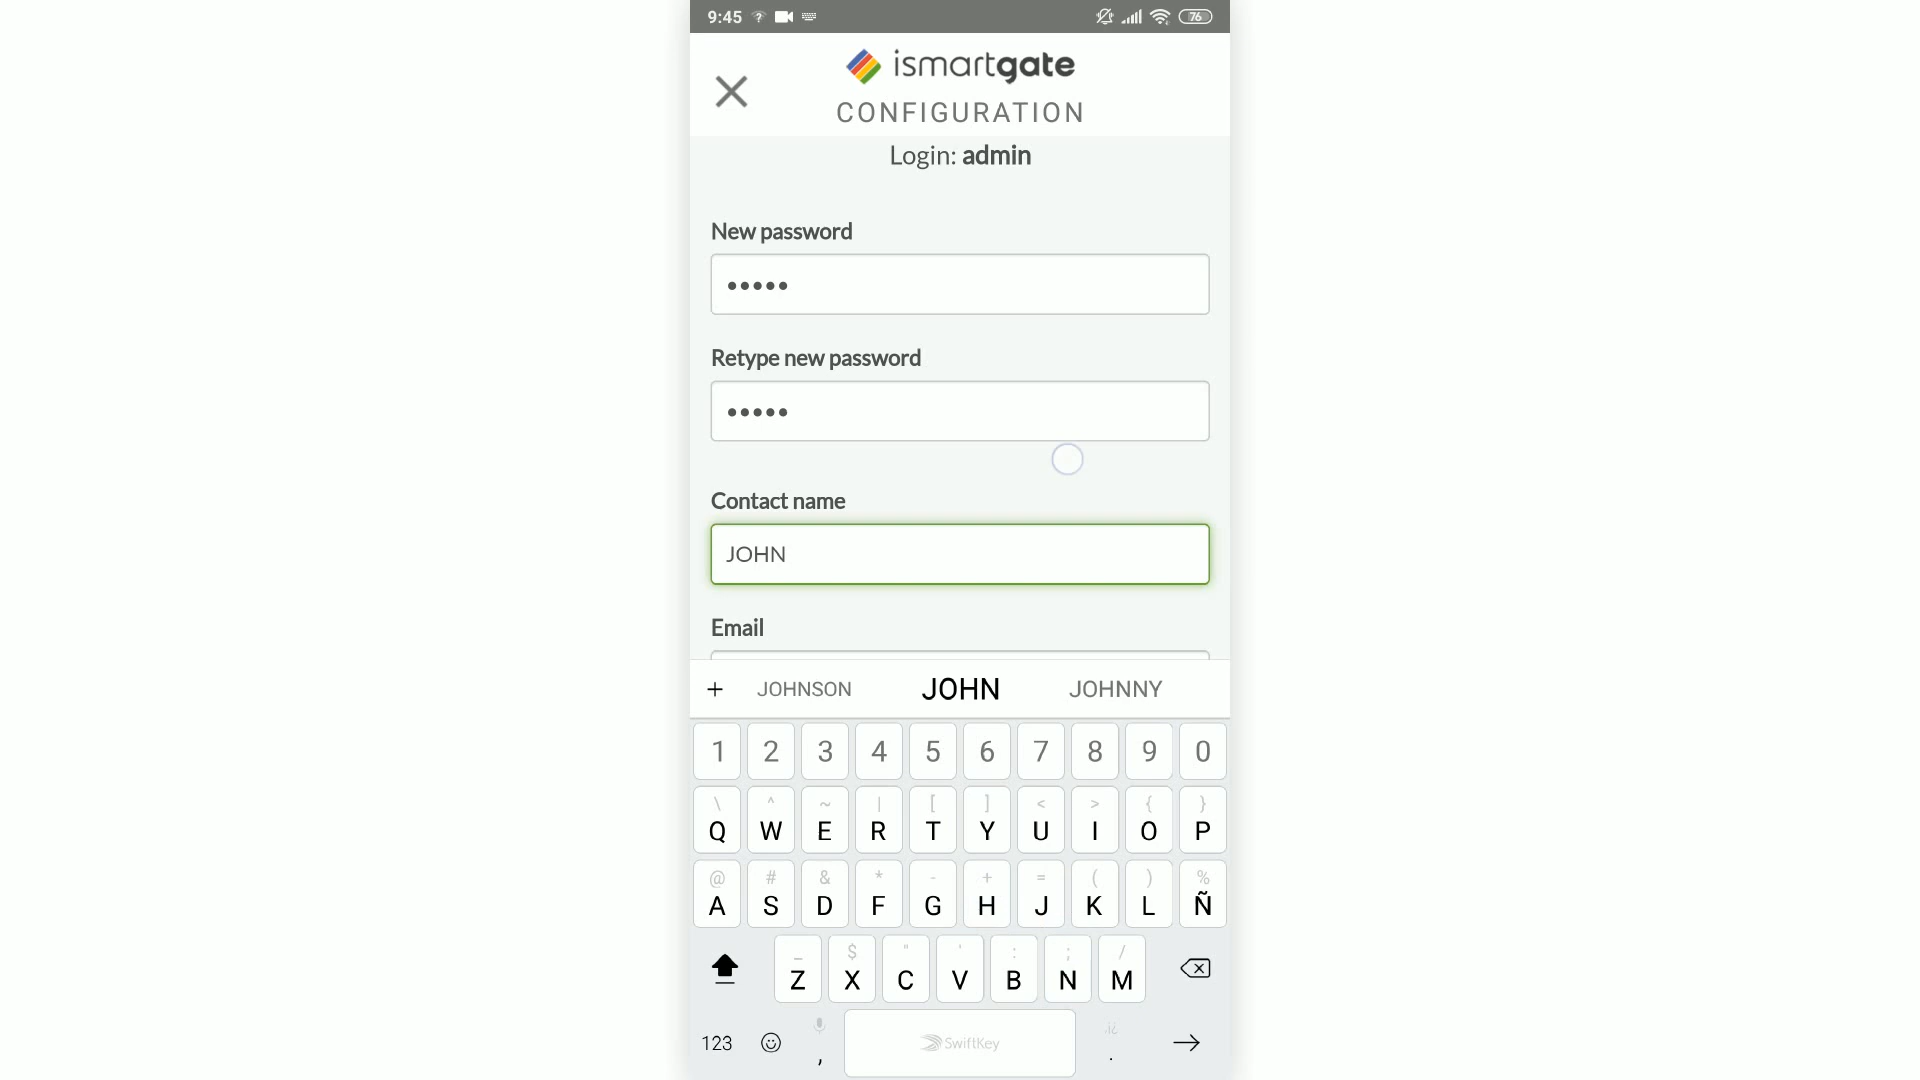 9:45 76
ismartgate
CONFIGURATION
Login: admin
New password
•••••
Retype new password
•••••
Contact name
JOHN
Email
+ JOHNSON JOHN JOHNNY
1 2 3 4 5 6 7 8 9 0
\ ^ ~ | [ ] < > { }
Q W E R T Y U I O P
@ # & * - + = ( ) %
A S D F G H J K L Ñ
_ $ " ' : ; /
Z X C V B N M
123 , SwiftKey .